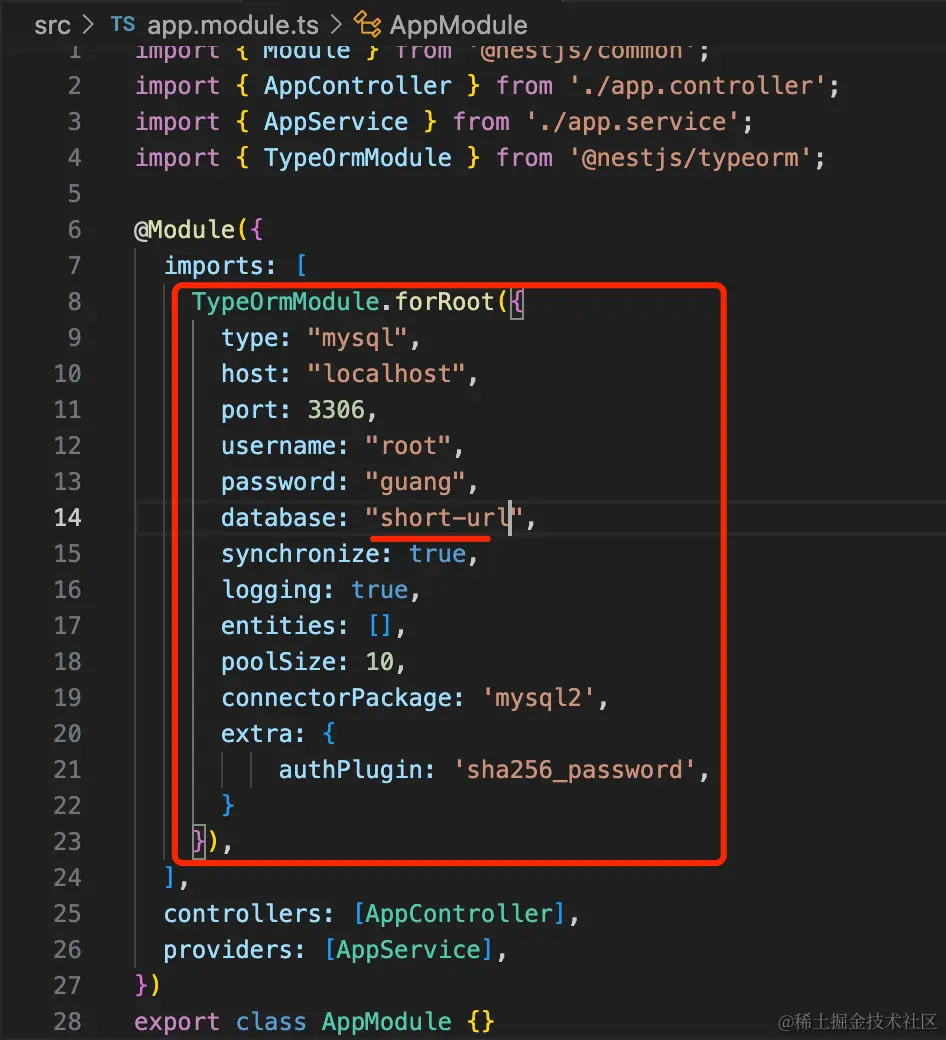 src > TS app.module.ts > AppModule
1 import { Module } from '@nestjs/common';
2 import { AppController } from './app.controller';
3 import { AppService } from './app.service';
4 import { TypeOrmModule } from '@nestjs/typeorm';
5
6 @Module({
7   imports: [
8     TypeOrmModule.forRoot({
9       type: "mysql",
10       host: "localhost",
11       port: 3306,
12       username: "root",
13       password: "guang",
14       database: "short-url",
15       synchronize: true,
16       logging: true,
17       entities: [],
18       poolSize: 10,
19       connectorPackage: 'mysql2',
20       extra: {
21           authPlugin: 'sha256_password',
22       }
23     }),
24   ],
25   controllers: [AppController],
26   providers: [AppService],
27 })
28 export class AppModule {}
@稀土掘金技术社区